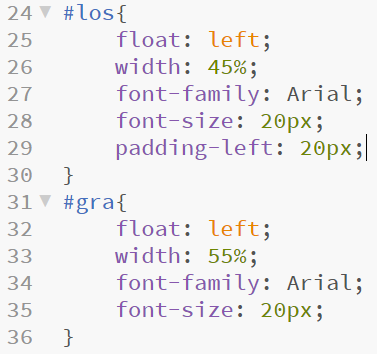 24 #los{
25 float: left;
26 width: 45%;
27 font-family: Arial;
28 font-size: 20px;
29 padding-left: 20px;
30 }
31 #gra{
32 float: left;
33 width: 55%;
34 font-family: Arial;
35 font-size: 20px;
36 }